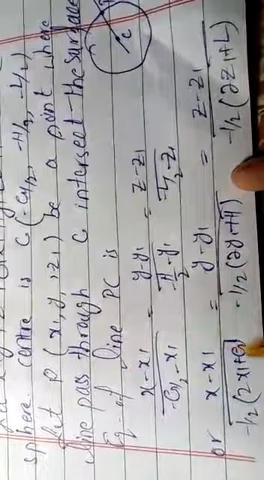 sphere centre is C (-G/2, -H/2, -L/2)
Let P (x1, y1, z1) be a point where
line pass through C intersect the surface
Eqn of line PC is
x-x1 / -G/2 -x1 = y-y1 / -H/2 -y1 = z-z1 / -L/2 -z1
or x-x1 / -1/2(2x1+G) = y-y1 / -1/2(2y1+H) = z-z1 / -1/2(2z1+L)